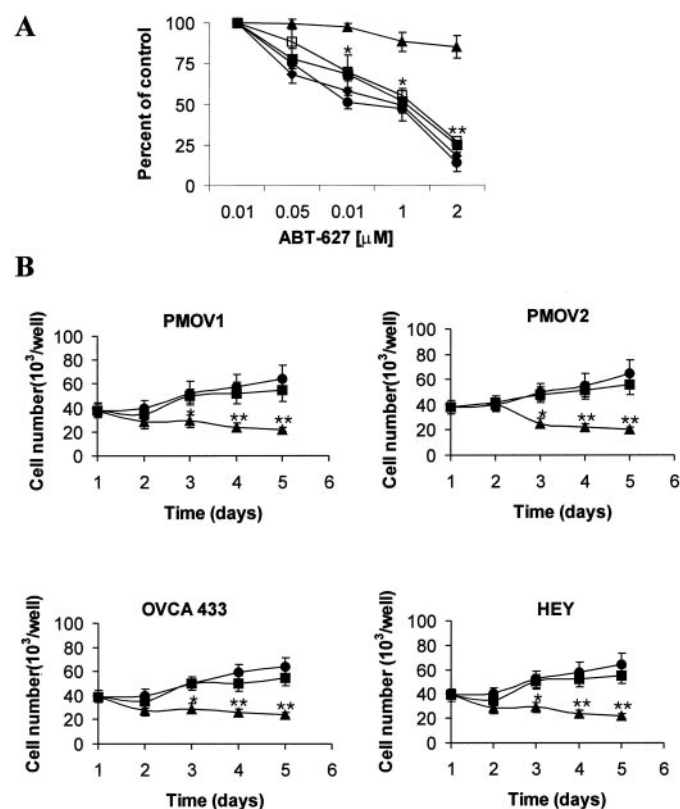 A
Percent of control
100
75
50
25
0
0.01 0.05 0.01 1 2
ABT-627 [μM]
* * **
B
PMOV1
Cell number(10³/well)
100
80
60
40
20
0
* ** **
1 2 3 4 5 6
Time (days)
PMOV2
Cell number(10³/well)
100
80
60
40
20
0
* ** **
1 2 3 4 5 6
Time (days)
OVCA 433
Cell number(10³/well)
100
80
60
40
20
0
* ** **
1 2 3 4 5 6
Time (days)
HEY
Cell number (10³/well)
100
80
60
40
20
0
* ** **
1 2 3 4 5 6
Time (days)